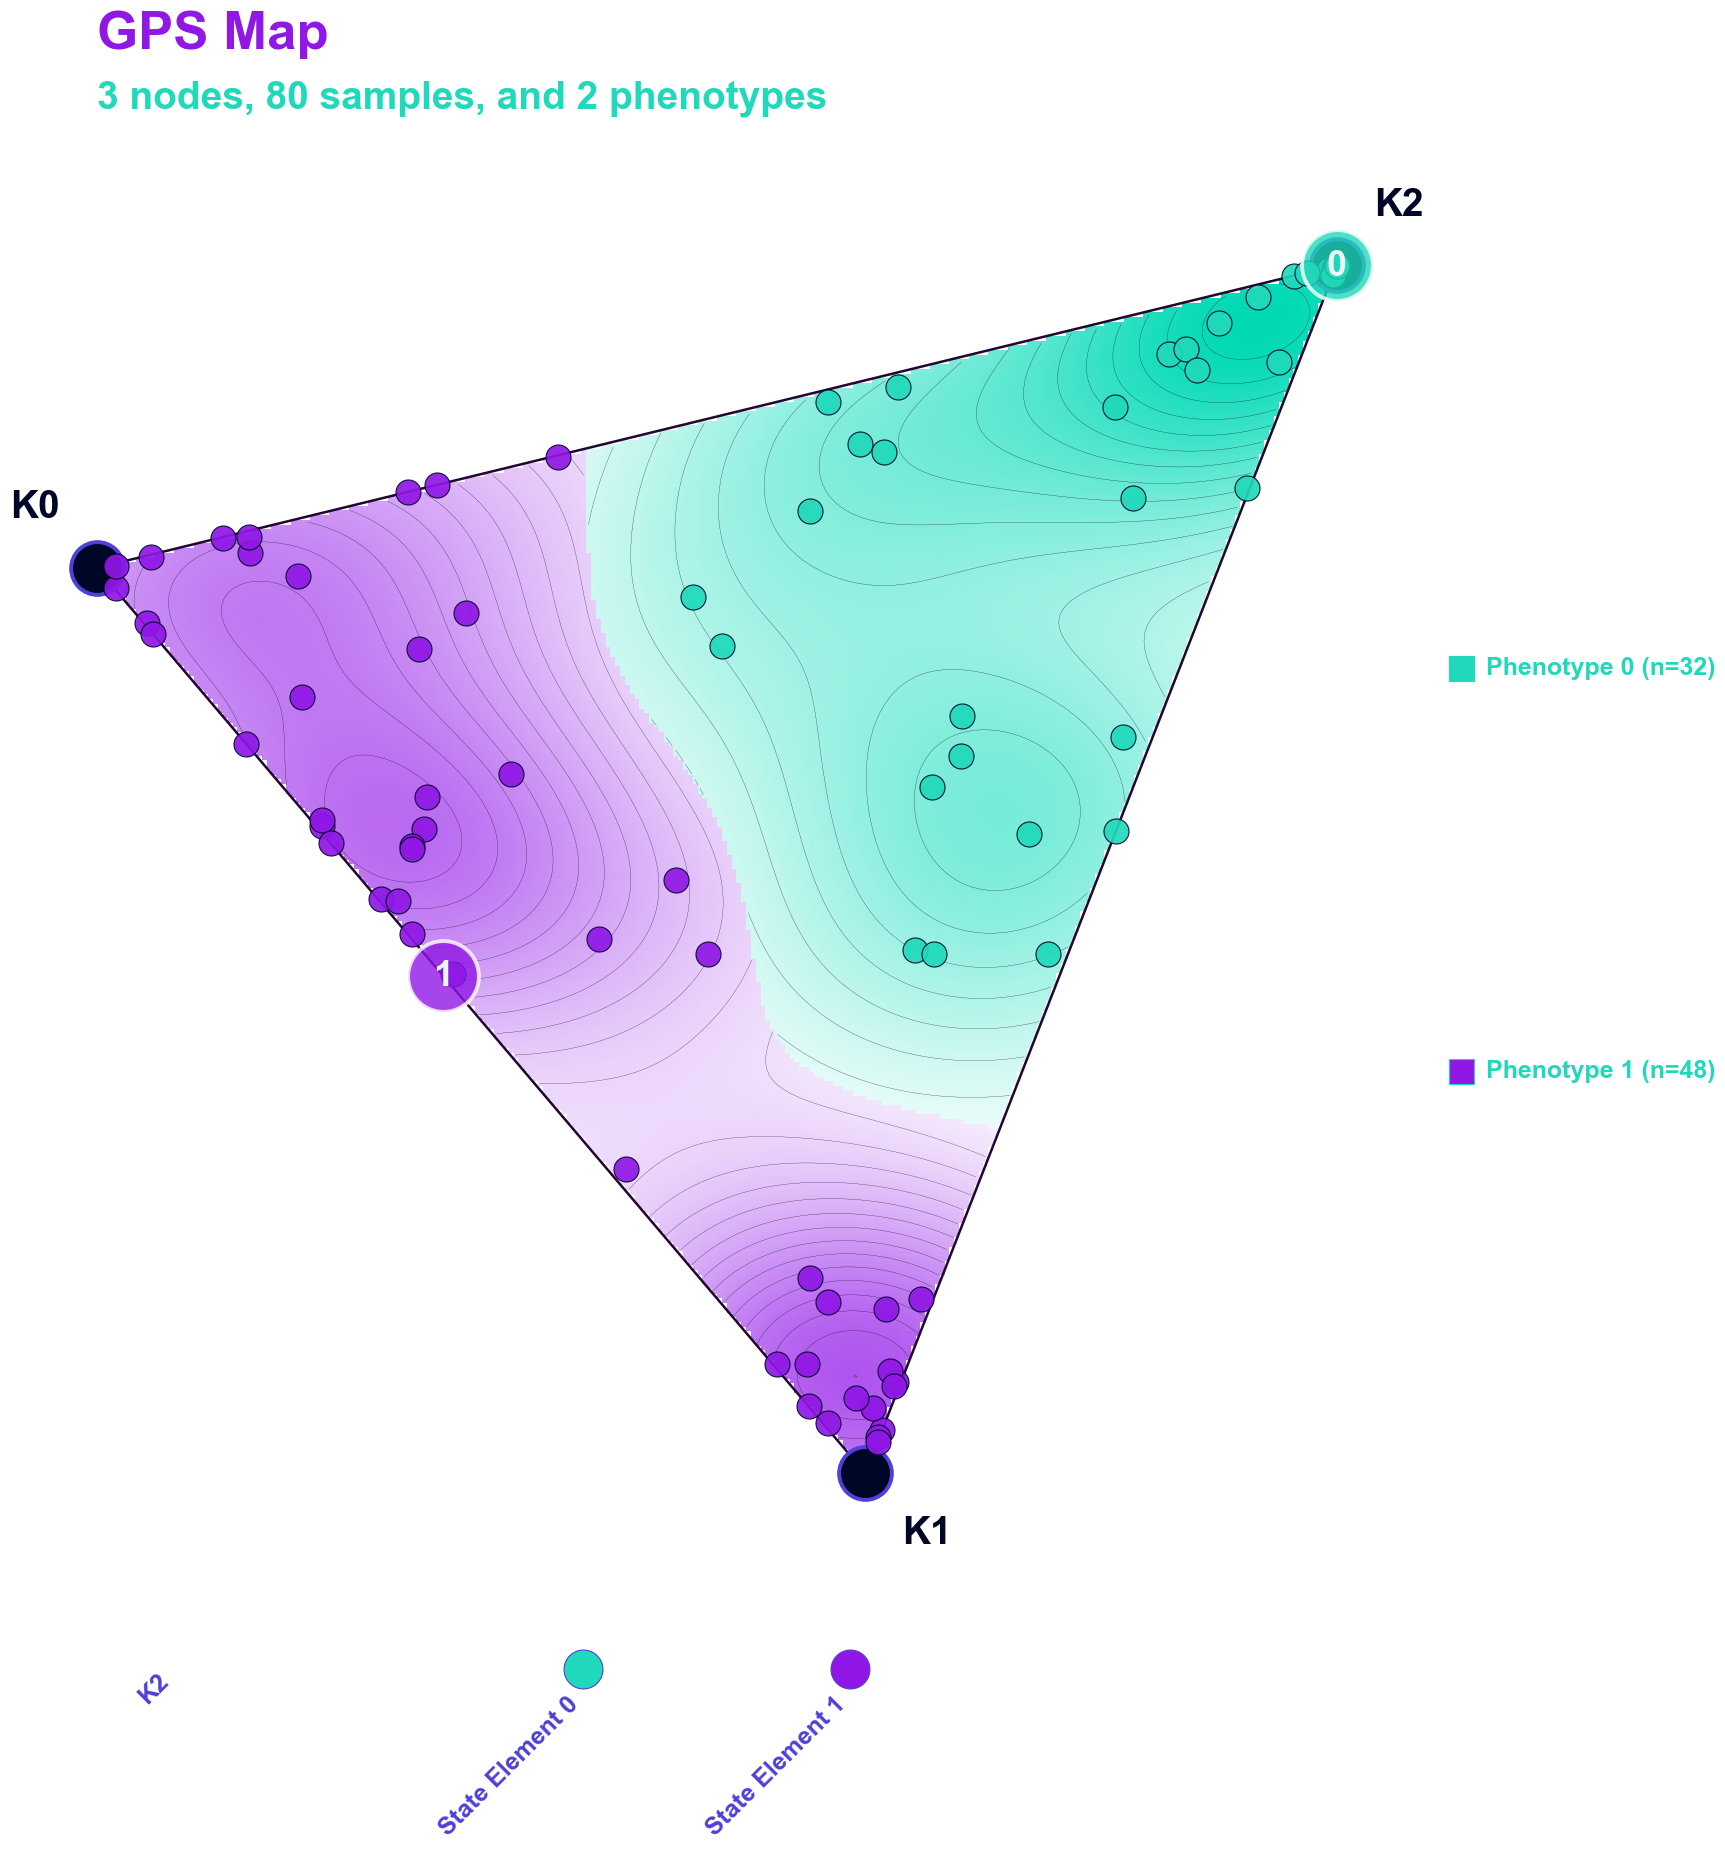 GPS Map
3 nodes, 80 samples, and 2 phenotypes
K2
0
K0
Phenotype 0 (n=32)
1
Phenotype 1 (n=48)
K1
K2
State Element 0
State Element 1